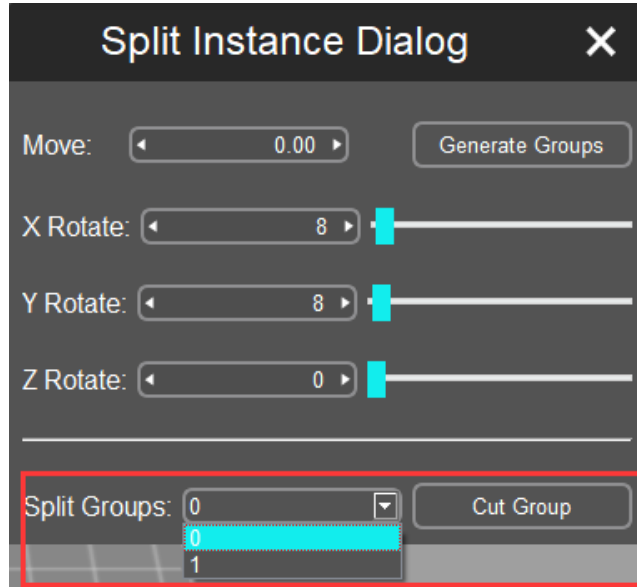 Split Instance Dialog
Move: 0.00 Generate Groups
X Rotate: 8
Y Rotate: 8
Z Rotate: 0
Split Groups: 0 Cut Group
0
1